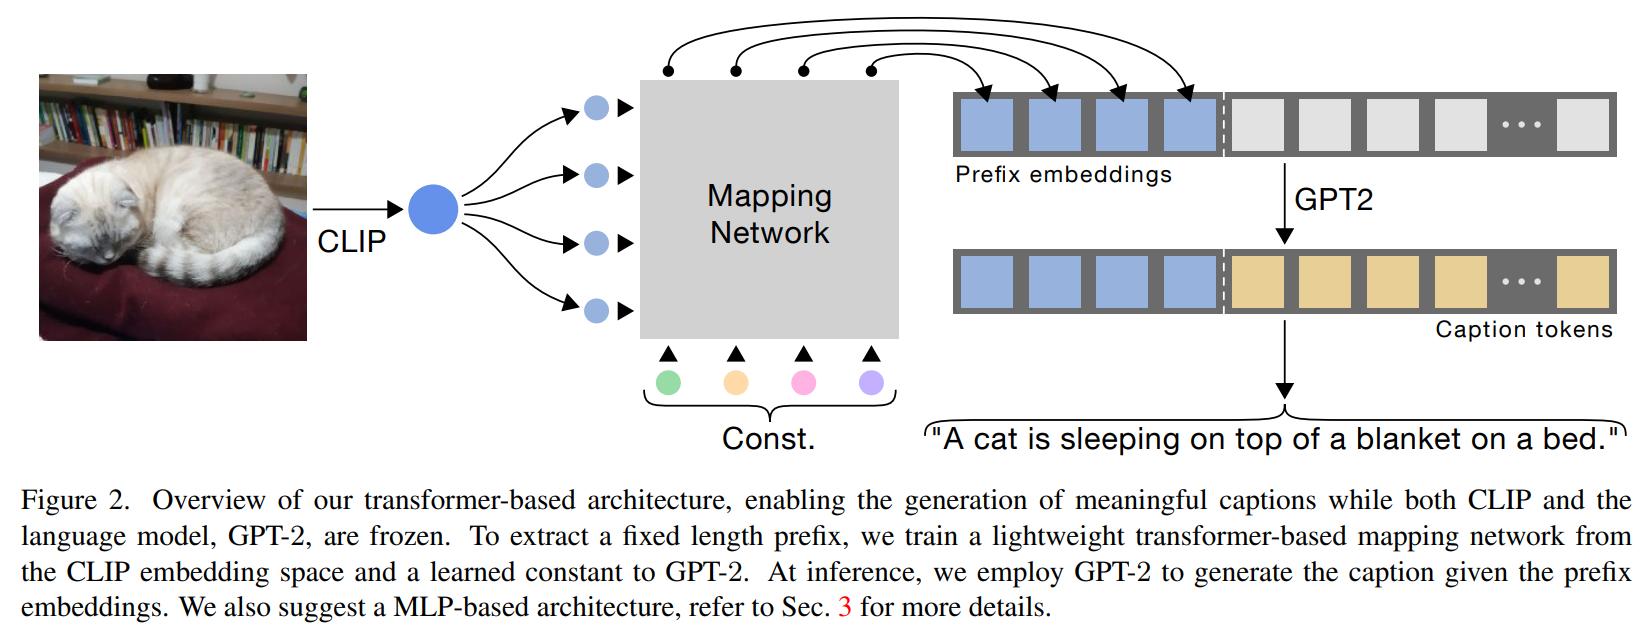 Mapping
Network
CLIP
Prefix embeddings
GPT2
Caption tokens
Const.
"A cat is sleeping on top of a blanket on a bed."
Figure 2. Overview of our transformer-based architecture, enabling the generation of meaningful captions while both CLIP and the
language model, GPT-2, are frozen. To extract a fixed length prefix, we train a lightweight transformer-based mapping network from
the CLIP embedding space and a learned constant to GPT-2. At inference, we employ GPT-2 to generate the caption given the prefix
embeddings. We also suggest a MLP-based architecture, refer to Sec. 3 for more details.